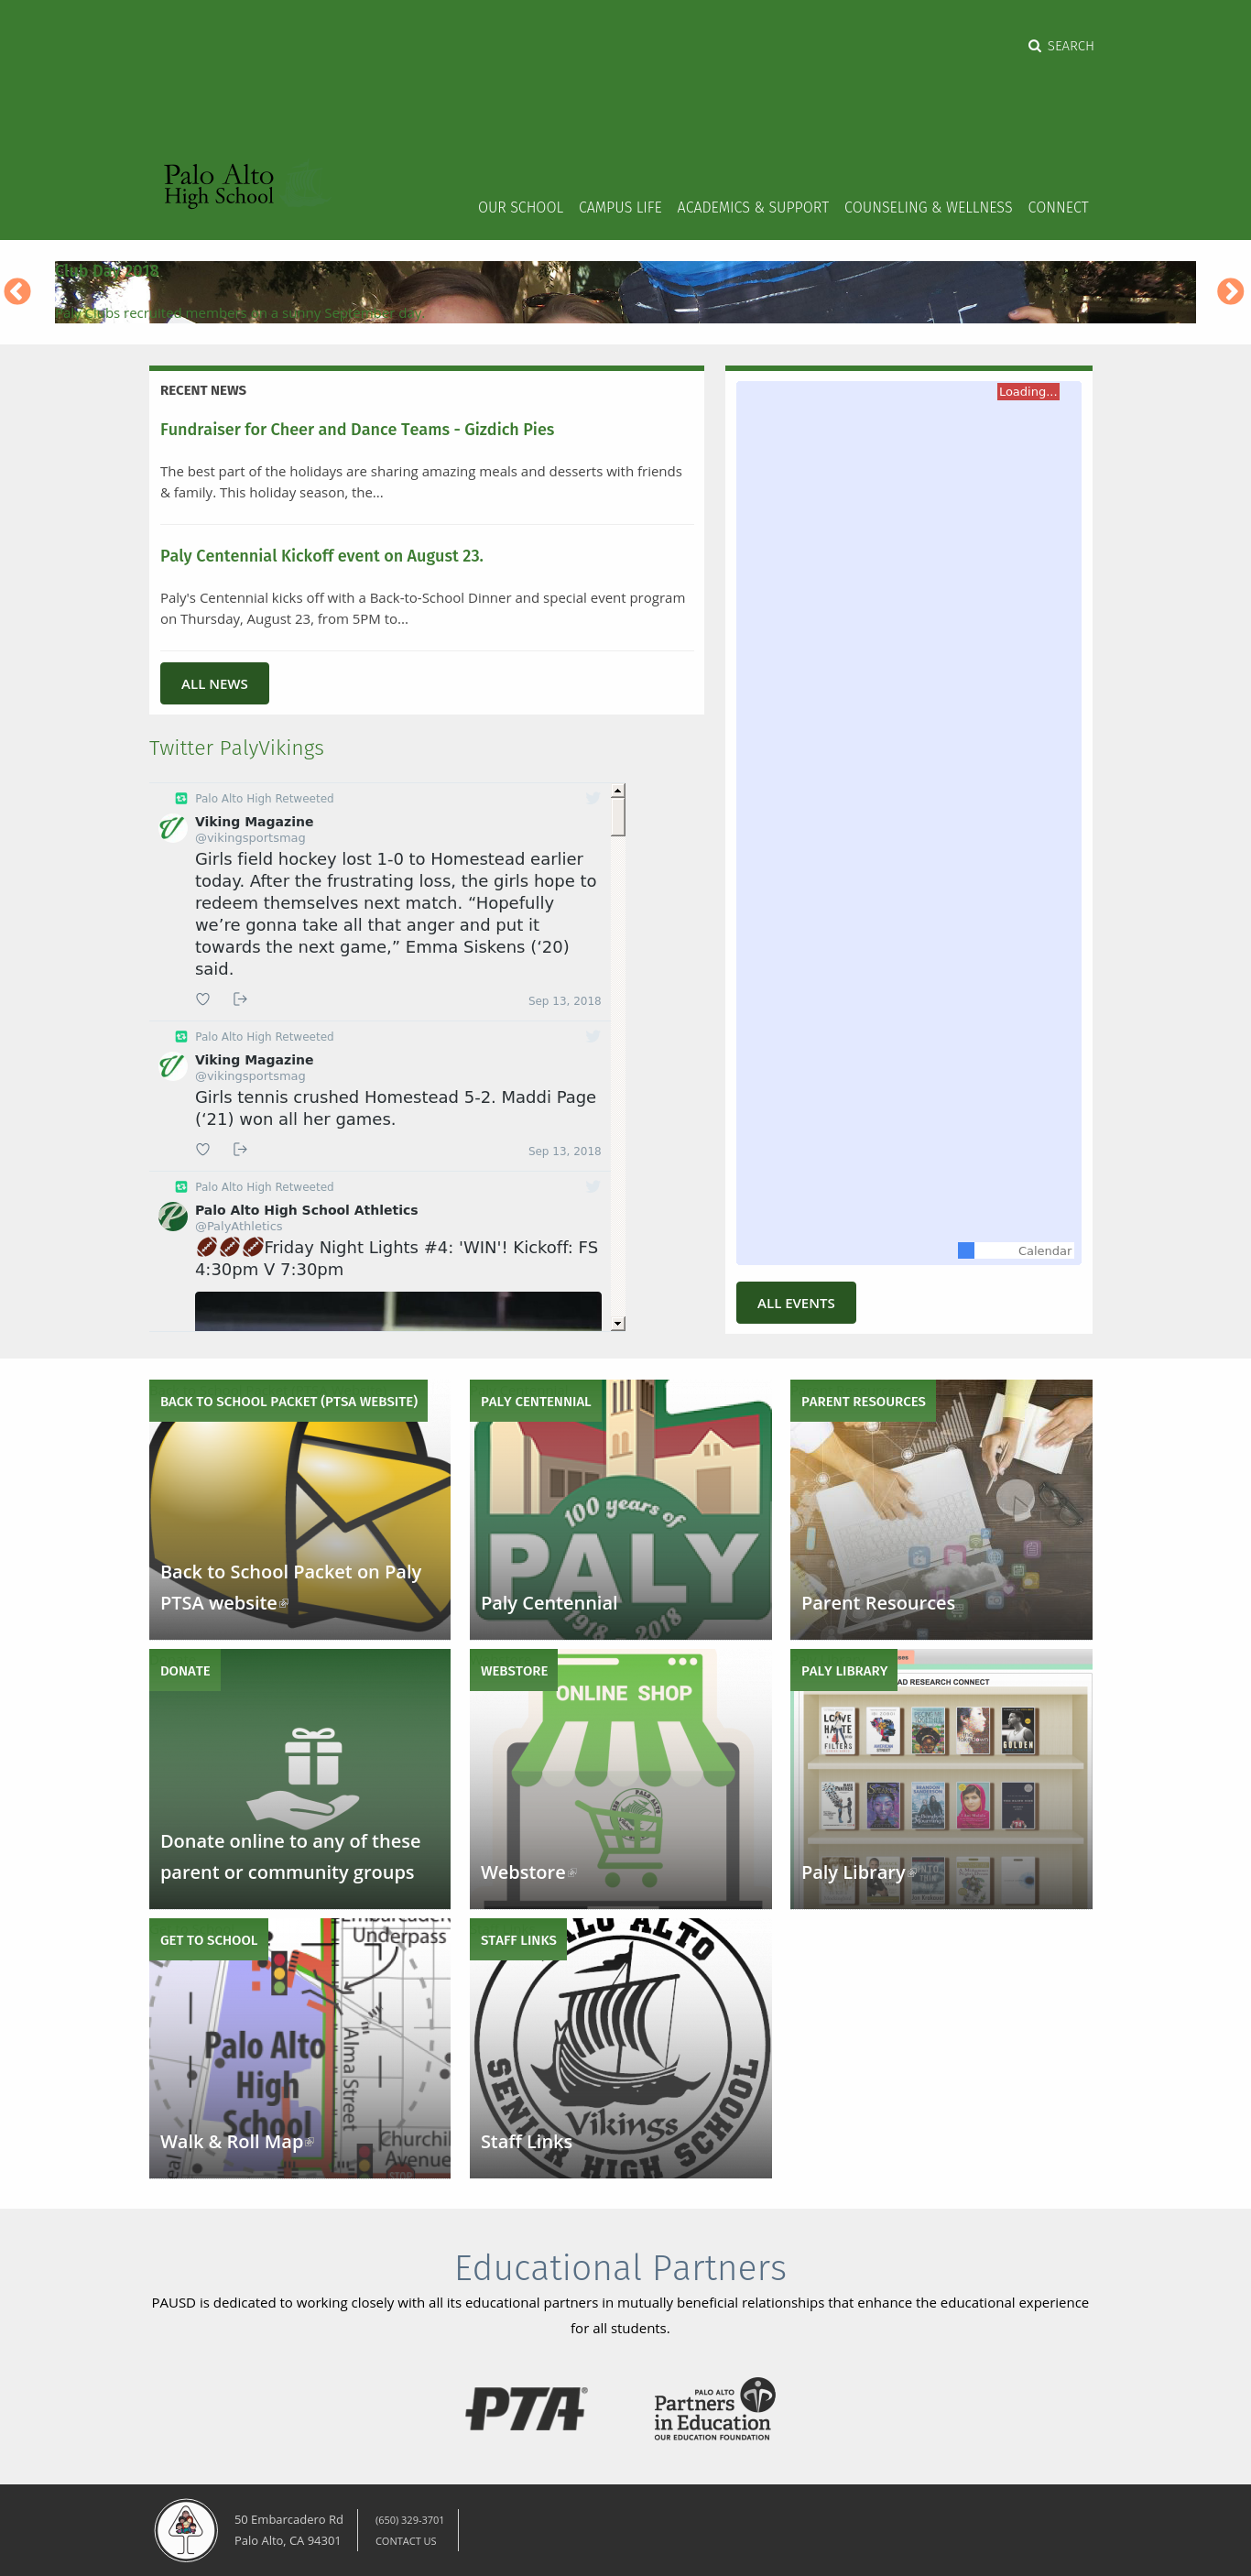 SEARCH
Palo Alto
High School
OUR SCHOOL CAMPUS LIFE ACADEMICS & SUPPORT COUNSELING & WELLNESS CONNECT
Club Day 2018
Paly clubs recruited members on a sunny September day.
RECENT NEWS
Fundraiser for Cheer and Dance Teams - Gizdich Pies
The best part of the holidays are sharing amazing meals and desserts with friends
& family. This holiday season, the...
Paly Centennial Kickoff event on August 23.
Paly's Centennial kicks off with a Back-to-School Dinner and special event program
on Thursday, August 23, from 5PM to...
ALL NEWS
Loading...
Calendar
ALL EVENTS
Twitter PalyVikings
Palo Alto High Retweeted
Viking Magazine
@vikingsportsmag
Girls field hockey lost 1-0 to Homestead earlier
today. After the frustrating loss, the girls hope to
redeem themselves next match. “Hopefully
we’re gonna take all that anger and put it
towards the next game,” Emma Siskens (‘20)
said.
Sep 13, 2018
Palo Alto High Retweeted
Viking Magazine
@vikingsportsmag
Girls tennis crushed Homestead 5-2. Maddi Page
(‘21) won all her games.
Sep 13, 2018
Palo Alto High Retweeted
Palo Alto High School Athletics
@PalyAthletics
🏈🏈🏈Friday Night Lights #4: 'WIN'! Kickoff: FS
4:30pm V 7:30pm
BACK TO SCHOOL PACKET (PTSA WEBSITE)
Back to School Packet on Paly
PTSA website
PALY CENTENNIAL
100 years of
PALY
1918 - 2018
Paly Centennial
PARENT RESOURCES
Parent Resources
DONATE
Donate online to any of these
parent or community groups
WEBSTORE
ONLINE SHOP
Webstore
PALY LIBRARY
AD RESEARCH CONNECT
GOLDEN
Paly Library
GET TO SCHOOL
Embarcadero
Underpass
Palo Alto
High
School
Alma Street
Churchill
Avenue
STOP
Walk & Roll Map
STAFF LINKS
PALO ALTO
Vikings
SENIOR HIGH SCHOOL
Staff Links
Educational Partners
PAUSD is dedicated to working closely with all its educational partners in mutually beneficial relationships that enhance the educational experience
for all students.
PTA®
PALO ALTO
Partners
in Education
OUR EDUCATION FOUNDATION
50 Embarcadero Rd
Palo Alto, CA 94301
(650) 329-3701
CONTACT US